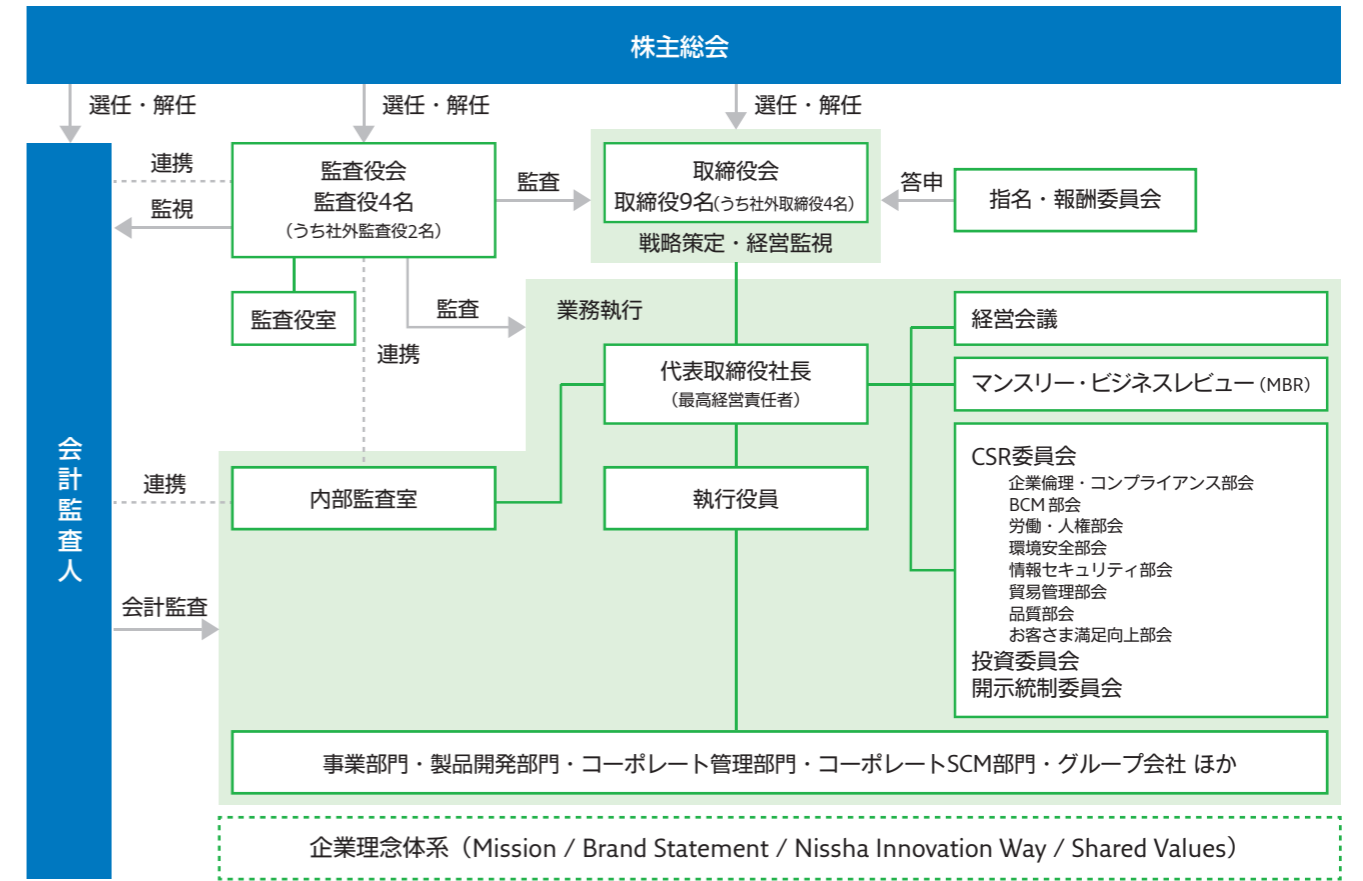 株主総会
選任・解任
選任・解任
選任・解任
連携
監視
監査役会
監査役4名
（うち社外監査役2名）
監査
取締役会
取締役9名(うち社外取締役4名)
戦略策定・経営監視
答申
指名・報酬委員会
監査役室
監査
連携
業務執行
代表取締役社長
（最高経営責任者）
経営会議
マンスリー・ビジネスレビュー (MBR)
会計監査人
連携
内部監査室
執行役員
CSR委員会
企業倫理・コンプライアンス部会
BCM 部会
労働・人権部会
環境安全部会
情報セキュリティ部会
貿易管理部会
品質部会
お客さま満足向上部会
投資委員会
開示統制委員会
会計監査
事業部門・製品開発部門・コーポレート管理部門・コーポレートSCM部門・グループ会社 ほか
企業理念体系（Mission / Brand Statement / Nissha Innovation Way / Shared Values）